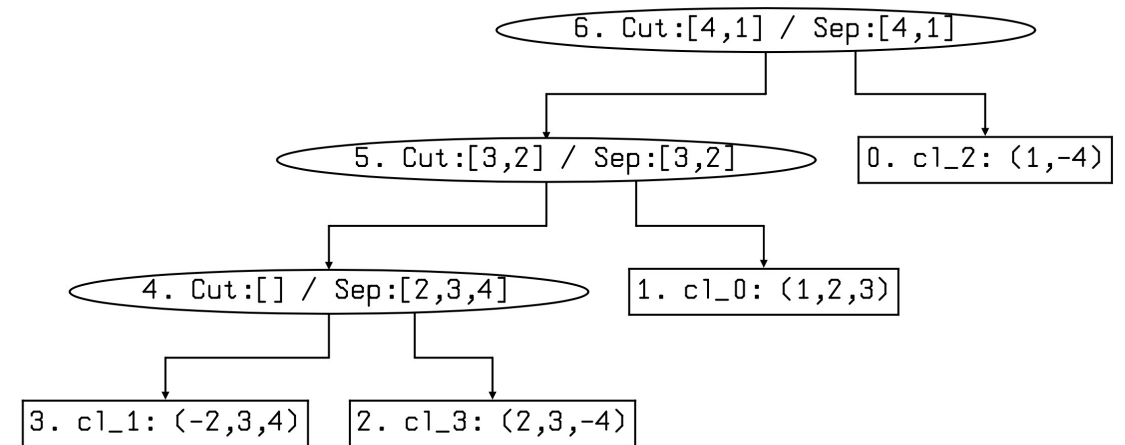 6. Cut:[4,1] / Sep:[4,1]
5. Cut:[3,2] / Sep:[3,2]
0. cl_2: (1,-4)
4. Cut:[] / Sep:[2,3,4]
1. cl_0: (1,2,3)
3. cl_1: (-2,3,4)
2. cl_3: (2,3,-4)